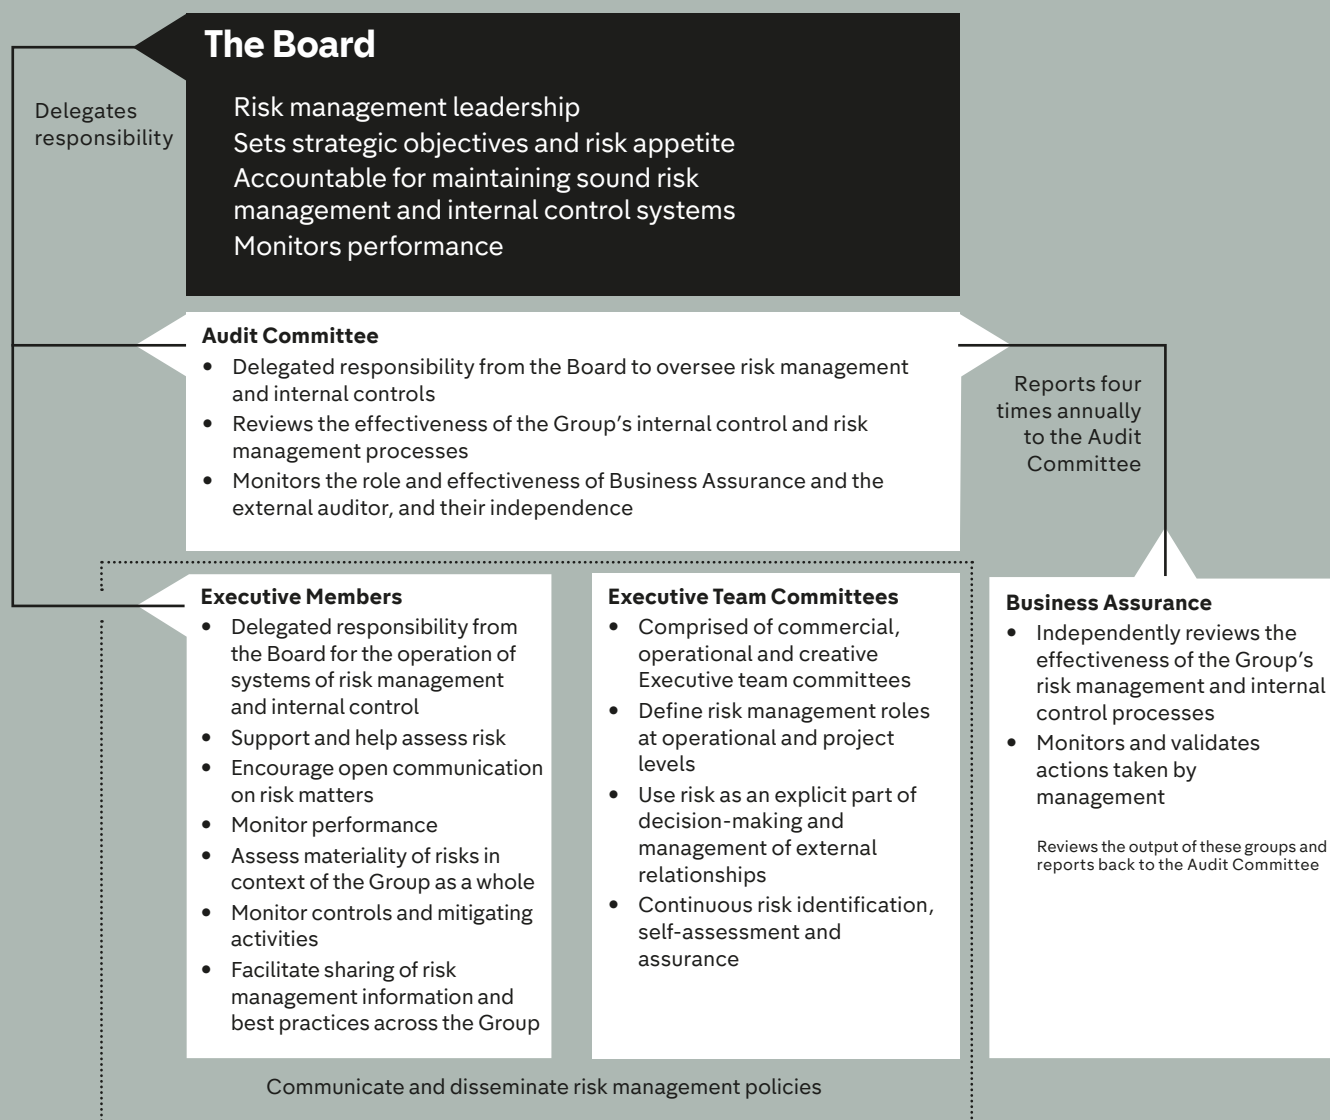 The Board
Risk management leadership
Sets strategic objectives and risk appetite
Accountable for maintaining sound risk
management and internal control systems
Monitors performance
Delegates
responsibility
Audit Committee
• Delegated responsibility from the Board to oversee risk management
and internal controls
• Reviews the effectiveness of the Group’s internal control and risk
management processes
• Monitors the role and effectiveness of Business Assurance and the
external auditor, and their independence
Reports four
times annually
to the Audit
Committee
Executive Members
• Delegated responsibility from
the Board for the operation of
systems of risk management
and internal control
• Support and help assess risk
• Encourage open communication
on risk matters
• Monitor performance
• Assess materiality of risks in
context of the Group as a whole
• Monitor controls and mitigating
activities
• Facilitate sharing of risk
management information and
best practices across the Group
Executive Team Committees
• Comprised of commercial,
operational and creative
Executive team committees
• Define risk management roles
at operational and project
levels
• Use risk as an explicit part of
decision-making and
management of external
relationships
• Continuous risk identification,
self-assessment and
assurance
Business Assurance
• Independently reviews the
effectiveness of the Group’s
risk management and internal
control processes
• Monitors and validates
actions taken by
management
Reviews the output of these groups and
reports back to the Audit Committee
Communicate and disseminate risk management policies